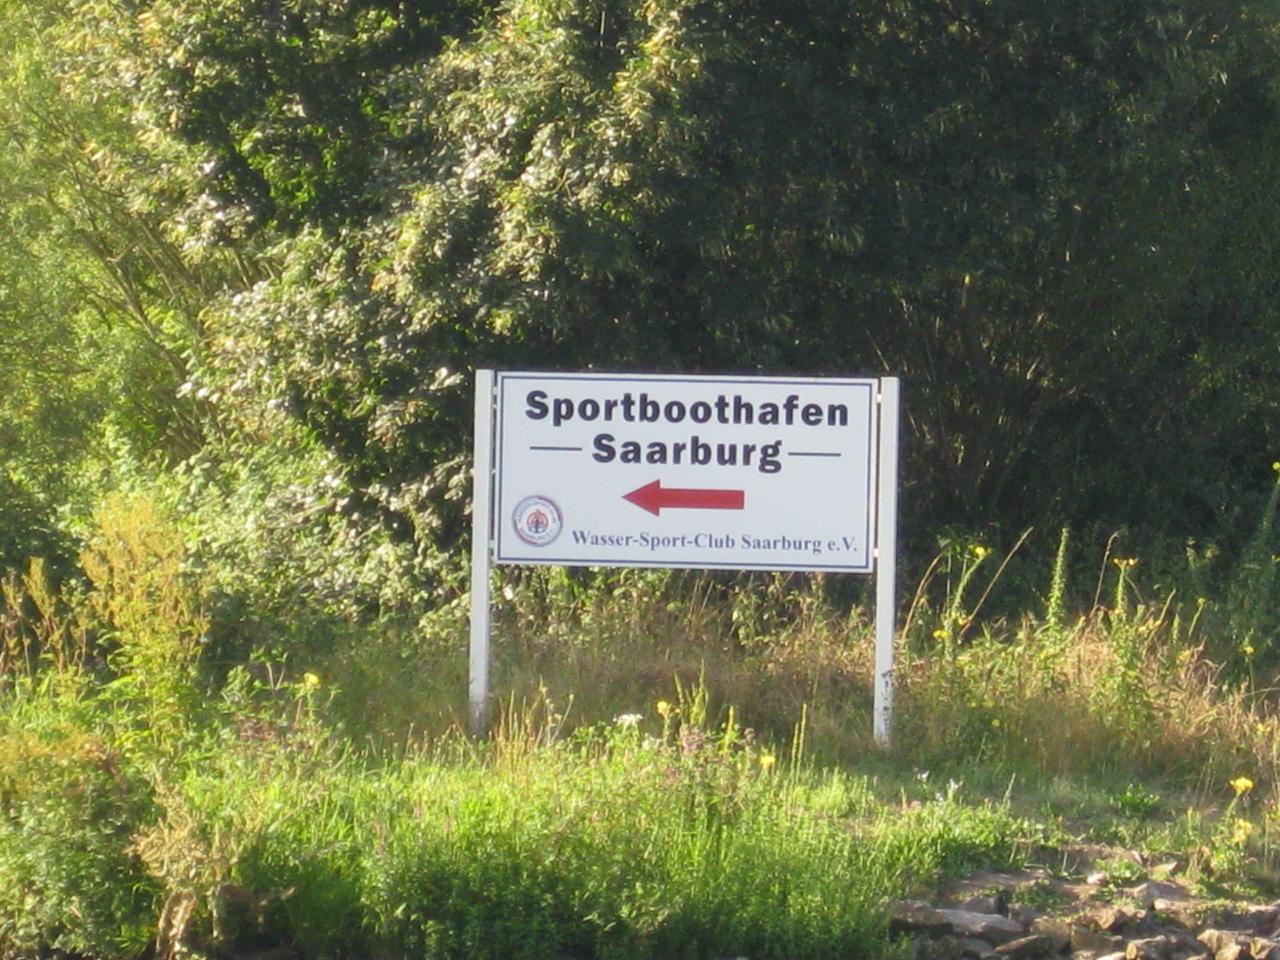 Sportboothafen
Saarburg
Wasser-Sport-Club Saarburg e.V.